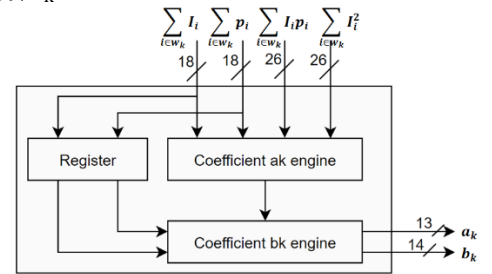 ∑ i∈w_k I_i ∑ i∈w_k p_i ∑ i∈w_k I_i p_i ∑ i∈w_k I_i^2
18 18 26 26
Register
Coefficient ak engine
Coefficient bk engine
13 a_k
14 b_k